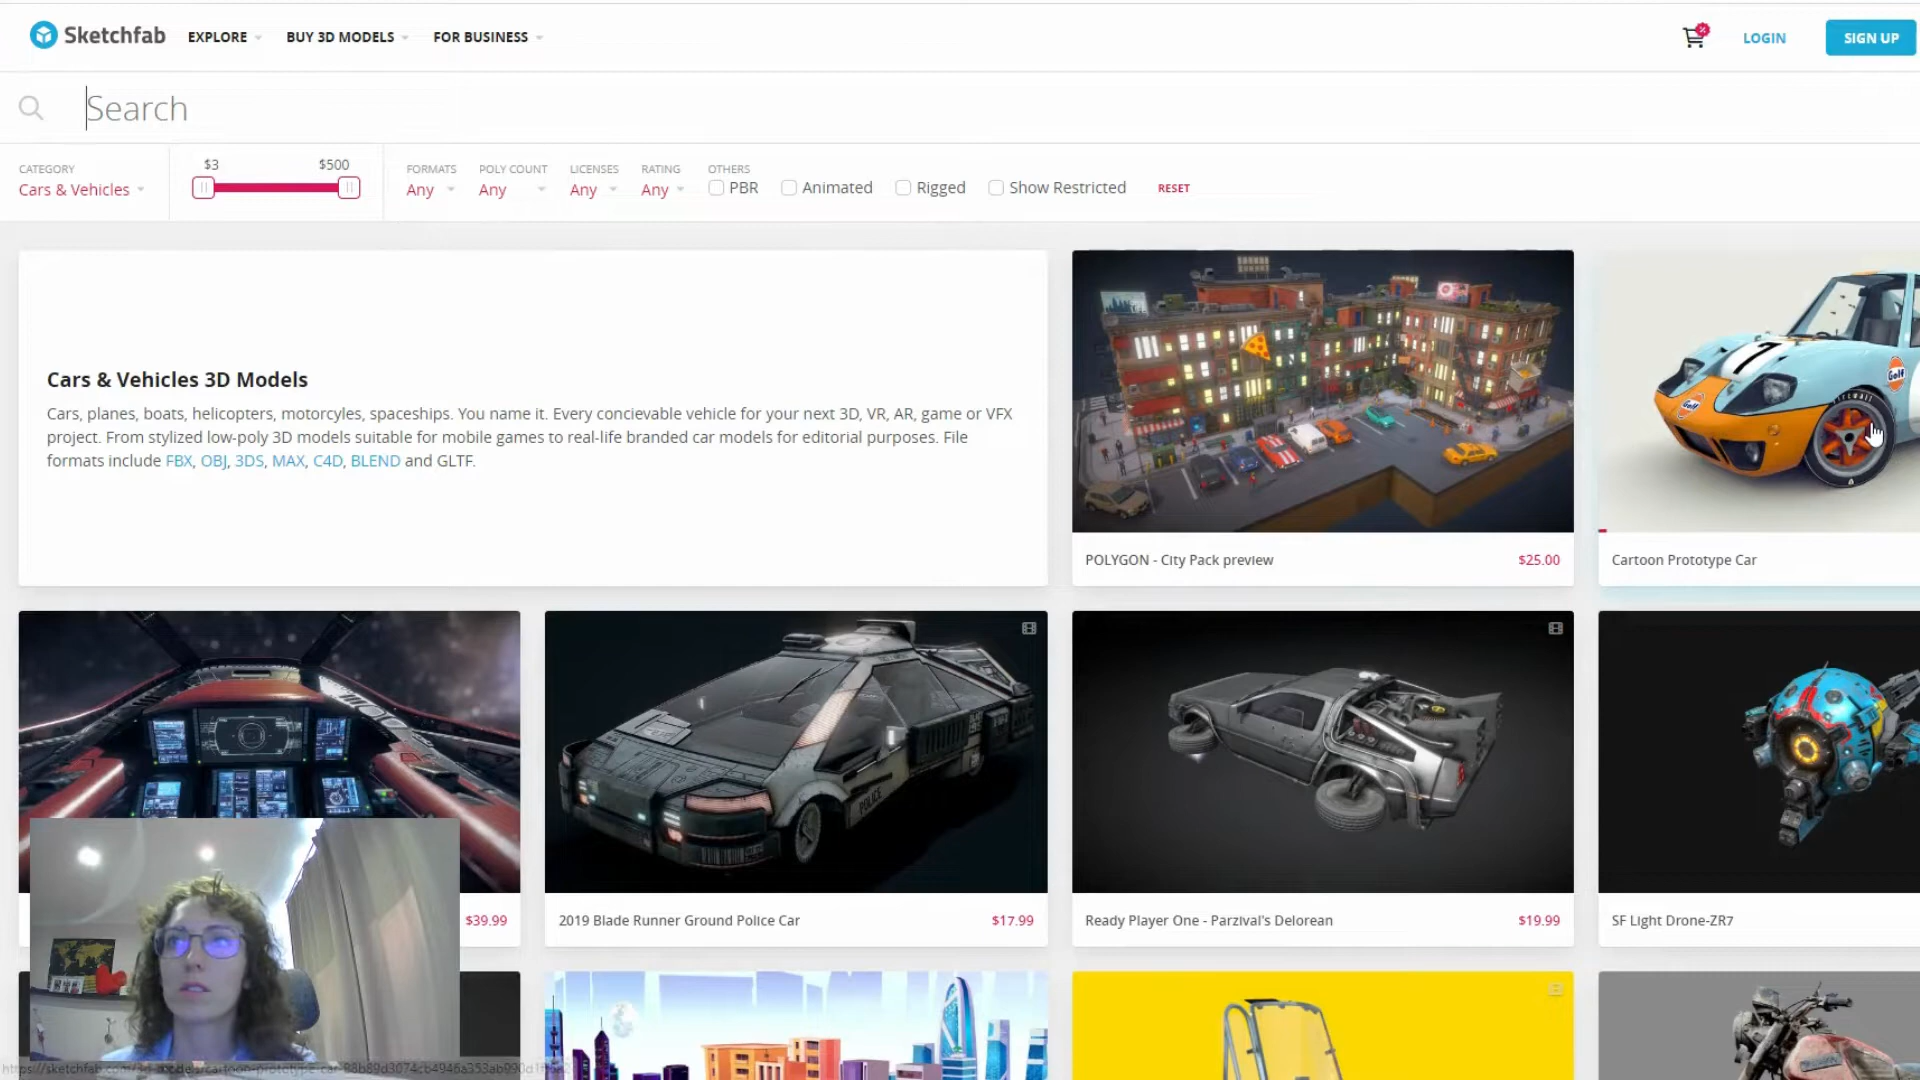 Sketchfab EXPLORE BUY 3D MODELS FOR BUSINESS LOGIN SIGN UP
Search
CATEGORY
Cars & Vehicles
$3 $500
FORMATS POLY COUNT LICENSES RATING OTHERS
Any Any Any Any PBR Animated Rigged Show Restricted RESET
Cars & Vehicles 3D Models
Cars, planes, boats, helicopters, motorcyles, spaceships. You name it. Every concievable vehicle for your next 3D, VR, AR, game or VFX
project. From stylized low-poly 3D models suitable for mobile games to real-life branded car models for editorial purposes. File
formats include FBX, OBJ, 3DS, MAX, C4D, BLEND and GLTF.
7
Golf
Golf
POLYGON - City Pack preview $25.00
Cartoon Prototype Car
POLICE
$39.99
2019 Blade Runner Ground Police Car $17.99
Ready Player One - Parzival's Delorean $19.99
SF Light Drone-ZR7